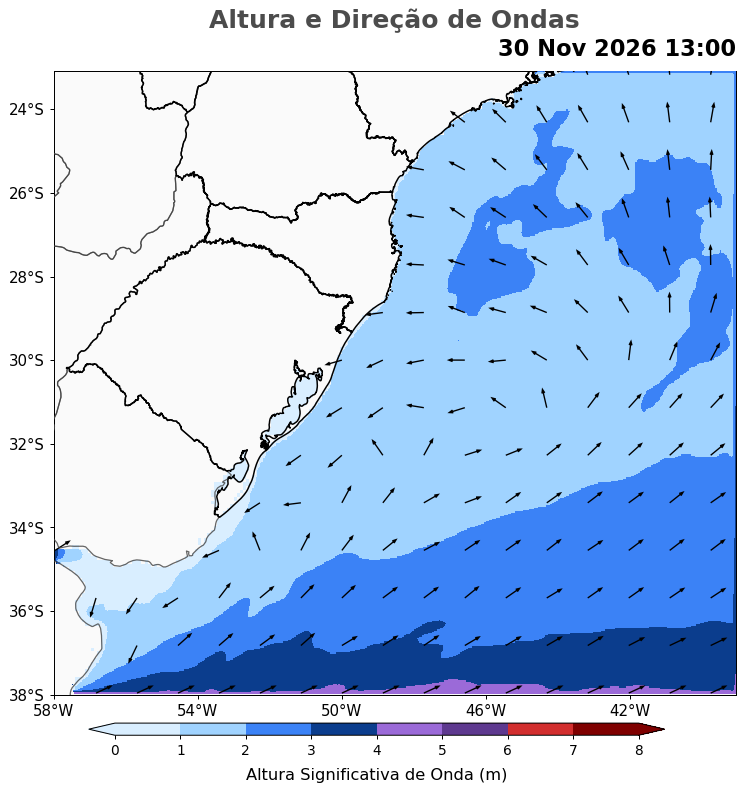 Altura e Direção de Ondas
30 Nov 2026 13:00
24°S
26°S
28°S
30°S
32°S
34°S
36°S
38°S
58°W 54°W 50°W 46°W 42°W
0 1 2 3 4 5 6 7 8
Altura Significativa de Onda (m)